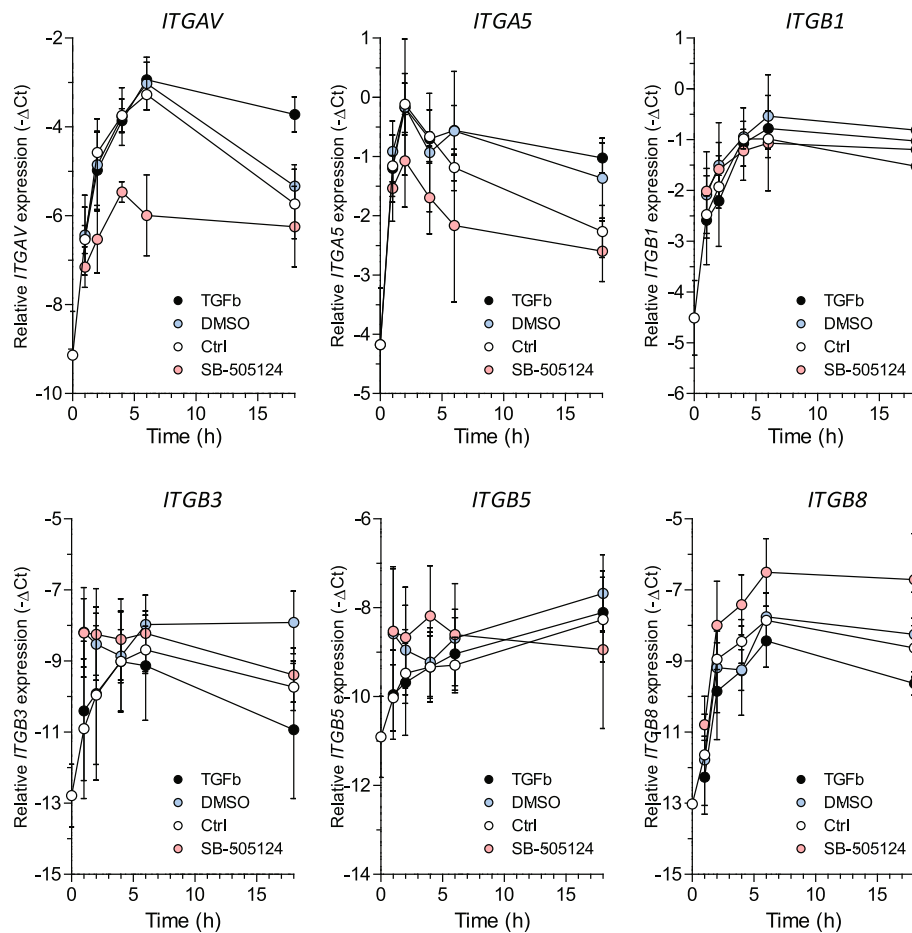 ITGAV
Relative ITGAV expression (-ΔCt)
-2
-4
-6
-8
-10
TGFb
DMSO
Ctrl
SB-505124
0 5 10 15
Time (h)
ITGA5
Relative ITGA5 expression (-ΔCt)
1
0
-1
-2
-3
-4
-5
TGFb
DMSO
Ctrl
SB-505124
0 5 10 15
Time (h)
ITGB1
Relative ITGB1 expression (-ΔCt)
1
0
-1
-2
-3
-4
-5
-6
TGFb
DMSO
Ctrl
SB-505124
0 5 10 15
Time (h)
ITGB3
Relative ITGB3 expression (-ΔCt)
-5
-7
-9
-11
-13
-15
TGFb
DMSO
Ctrl
SB-505124
0 5 10 15
Time (h)
ITGB5
Relative ITGB5 expression (-ΔCt)
-6
-8
-10
-12
-14
TGFb
DMSO
Ctrl
SB-505124
0 5 10 15
Time (h)
ITGB8
Relative ITGB8 expression (-ΔCt)
-5
-7
-9
-11
-13
-15
TGFb
DMSO
Ctrl
SB-505124
0 5 10 15
Time (h)